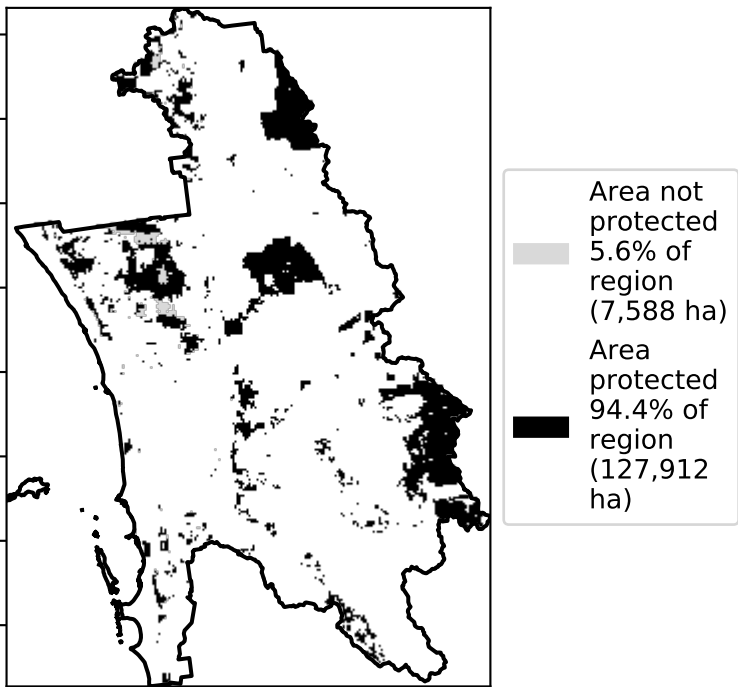 Area not
protected
5.6% of
region
(7,588 ha)
Area
protected
94.4% of
region
(127,912
ha)